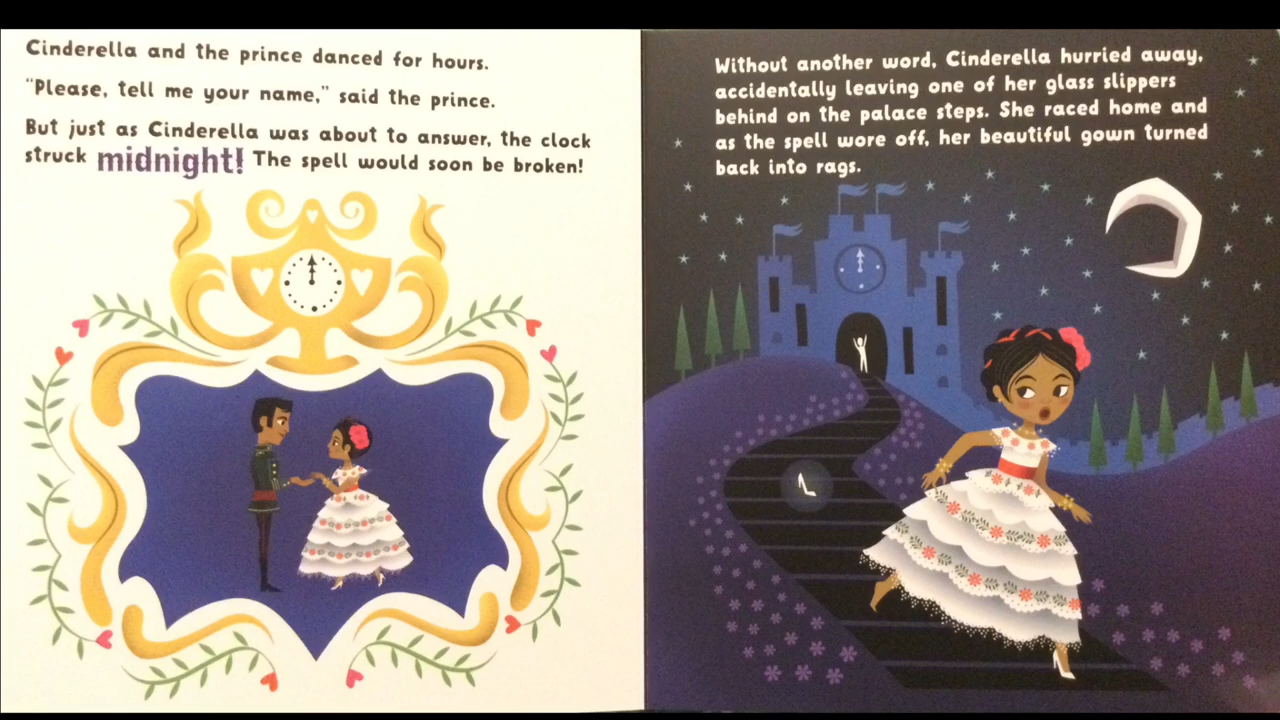 Cinderella and the prince danced for hours.
"Please, tell me your name," said the prince.
But just as Cinderella was about to answer, the clock
struck midnight! The spell would soon be broken!
Without another word, Cinderella hurried away,
accidentally leaving one of her glass slippers
behind on the palace steps. She raced home and
as the spell wore off, her beautiful gown turned
back into rags.